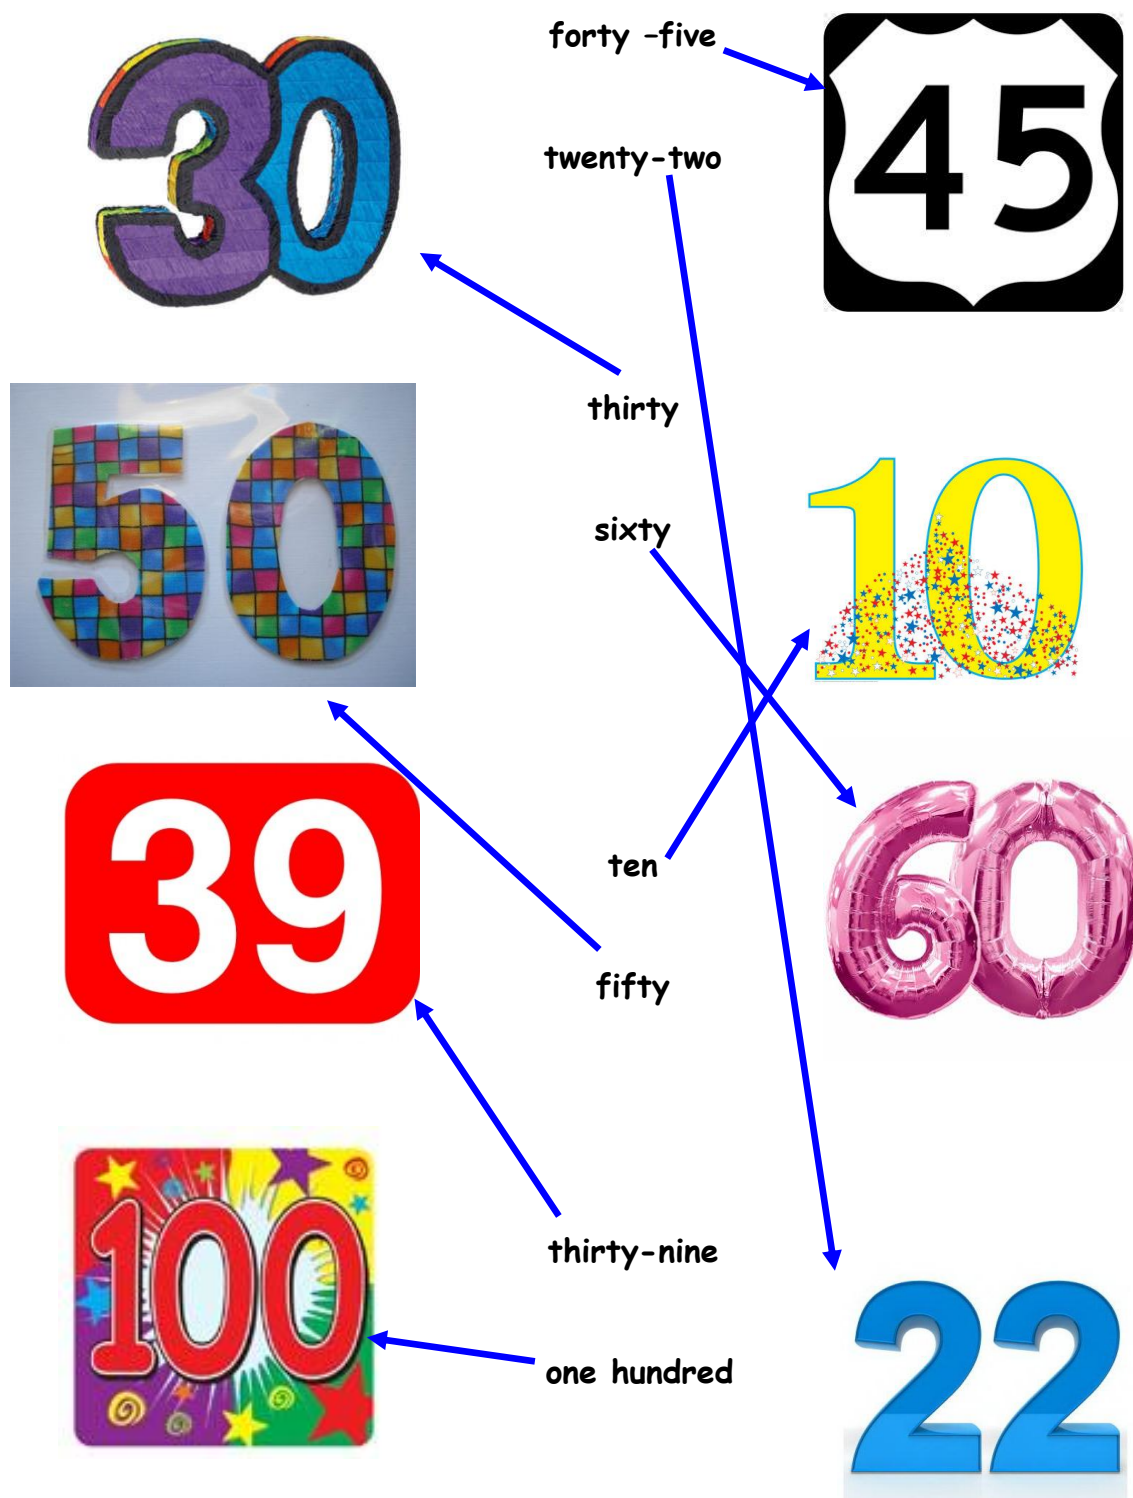 forty –five
45
30
twenty-two
thirty
50
10
sixty
39
60
ten
fifty
100
thirty-nine
one hundred
22